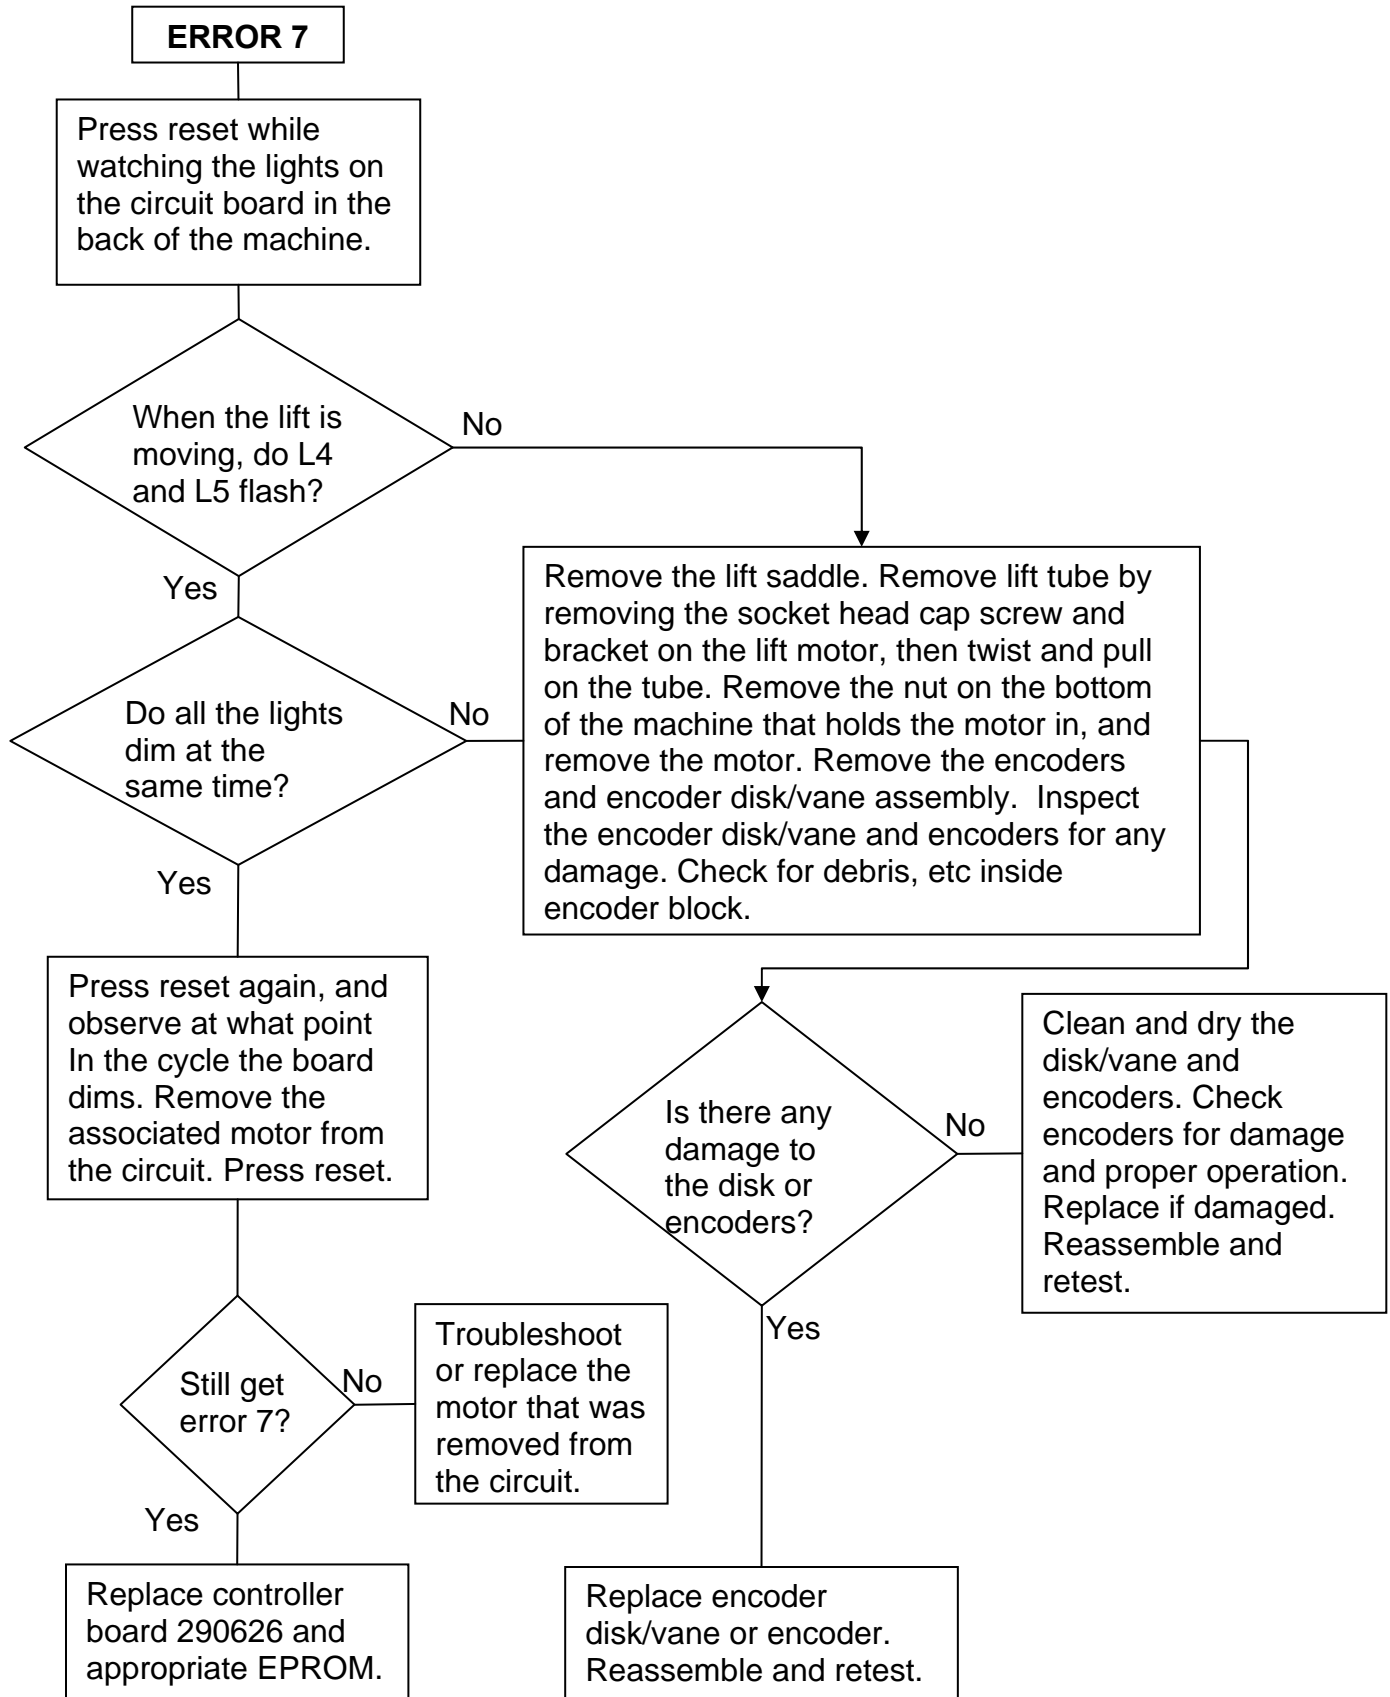 ERROR 7
Press reset while
watching the lights on
the circuit board in the
back of the machine.
When the lift is
moving, do L4
and L5 flash?
No
Yes
Remove the lift saddle. Remove lift tube by
removing the socket head cap screw and
bracket on the lift motor, then twist and pull
on the tube. Remove the nut on the bottom
of the machine that holds the motor in, and
remove the motor. Remove the encoders
and encoder disk/vane assembly.  Inspect
the encoder disk/vane and encoders for any
damage. Check for debris, etc inside
encoder block.
Do all the lights
dim at the
same time?
No
Yes
Press reset again, and
observe at what point
In the cycle the board
dims. Remove the
associated motor from
the circuit. Press reset.
Is there any
damage to
the disk or
encoders?
No
Clean and dry the
disk/vane and
encoders. Check
encoders for damage
and proper operation.
Replace if damaged.
Reassemble and
retest.
Yes
Still get
error 7?
No
Troubleshoot
or replace the
motor that was
removed from
the circuit.
Yes
Replace controller
board 290626 and
appropriate EPROM.
Replace encoder
disk/vane or encoder.
Reassemble and retest.